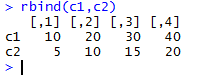 > rbind(c1,c2)
   [,1] [,2] [,3] [,4]
c1   10   20   30   40
c2    5   10   15   20
>